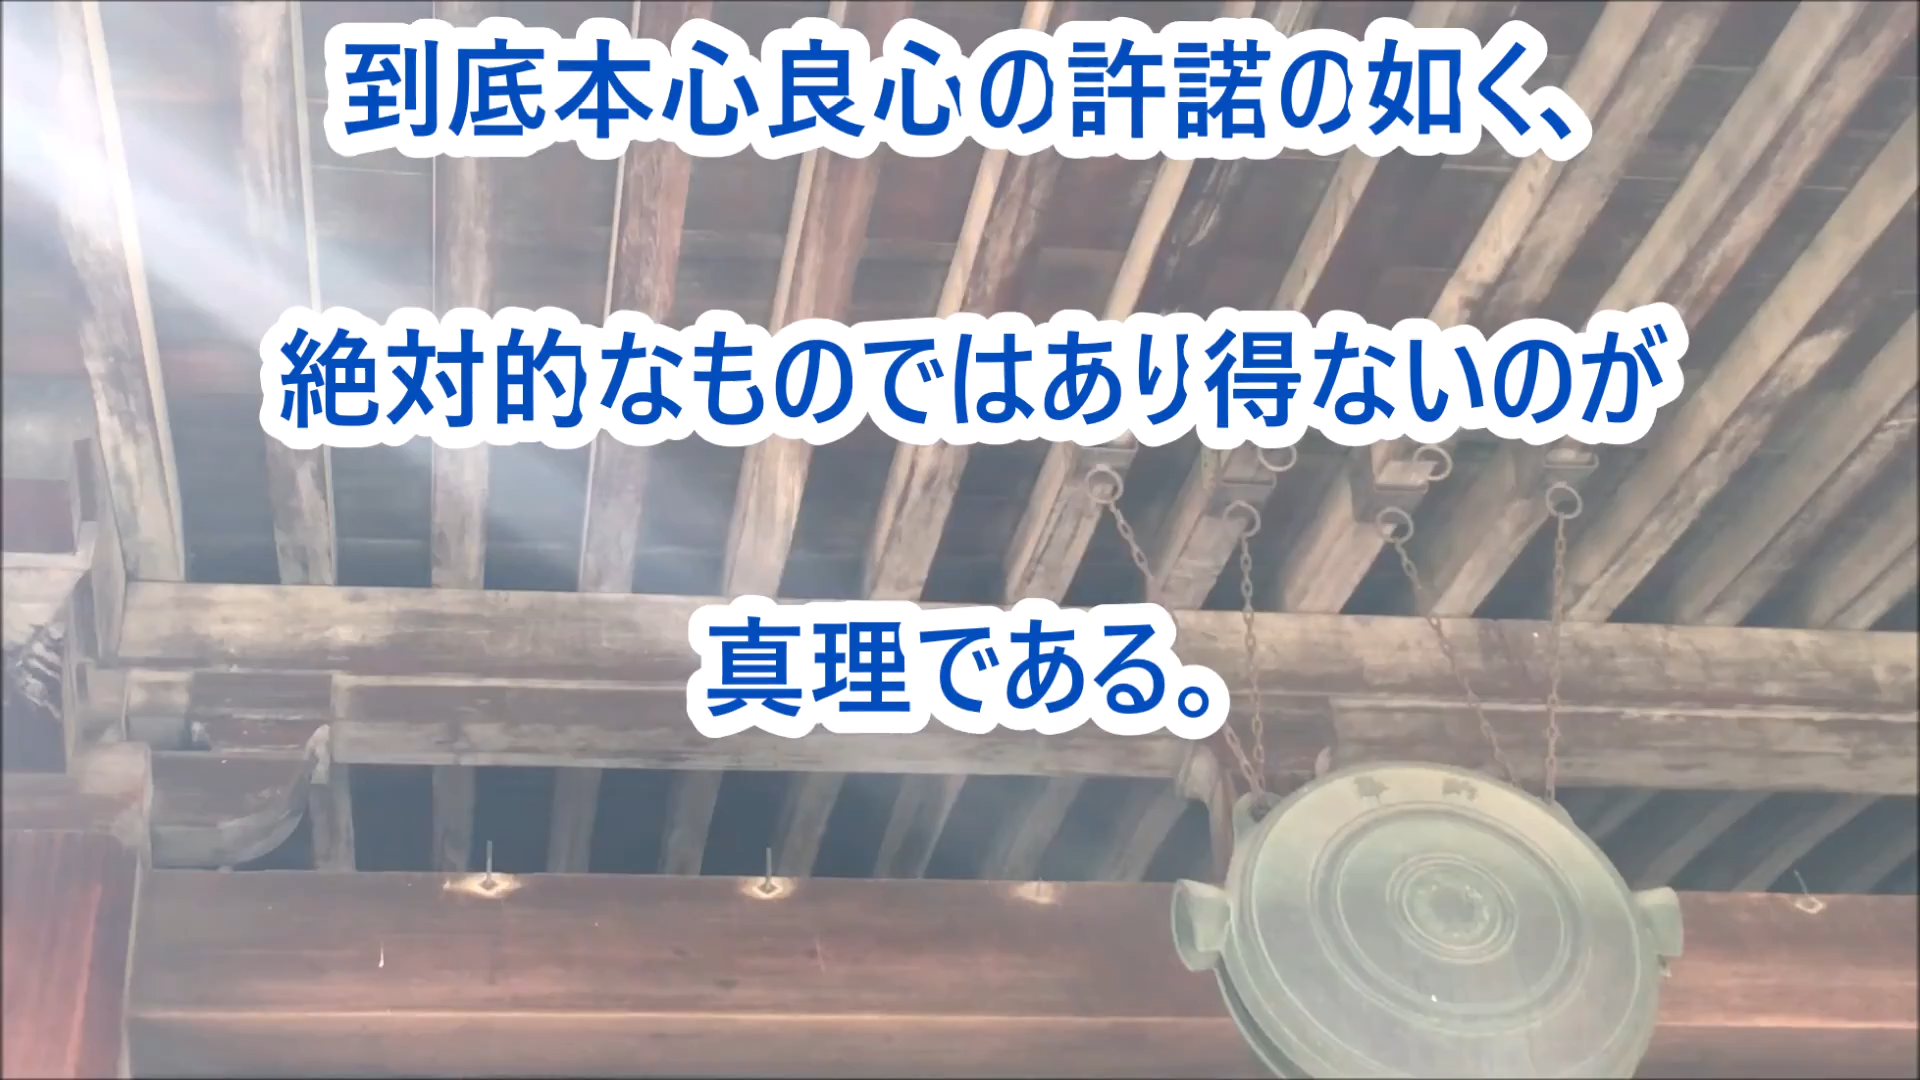 到底本心良心の許諾の如く、
絶対的なものではあり得ないのが
真理である。